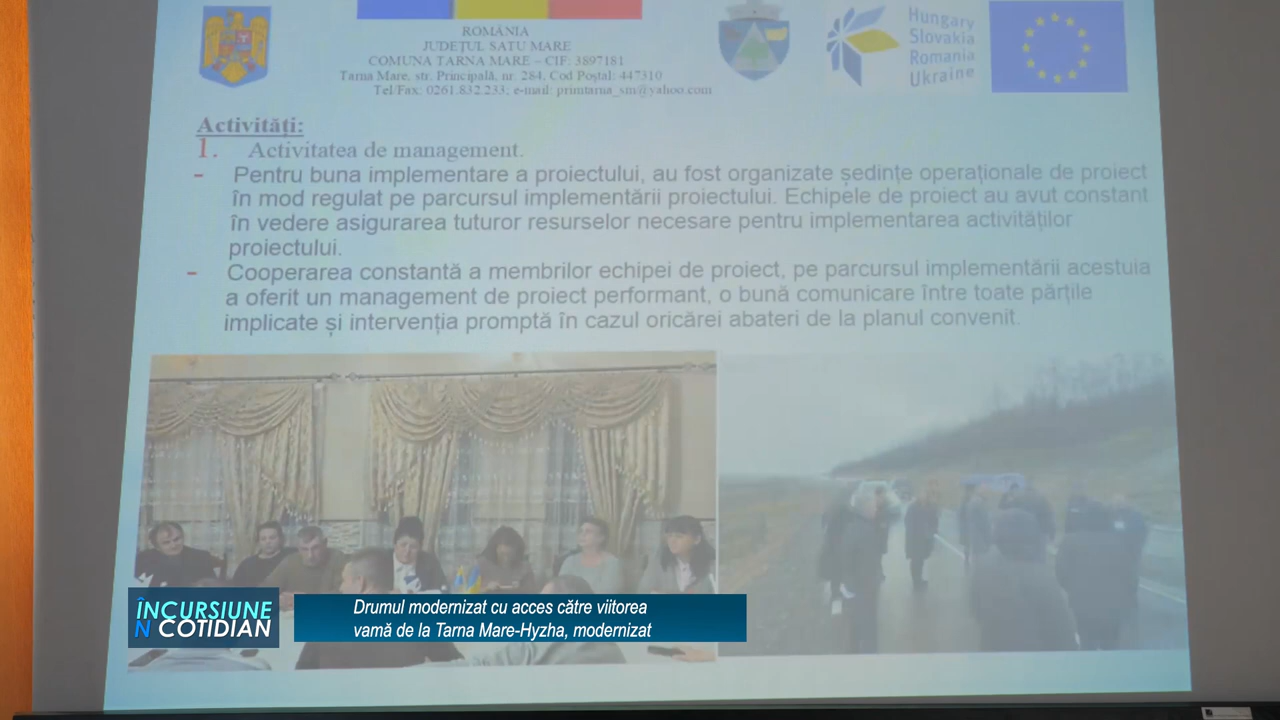 ROMÂNIA
JUDEȚUL SATU MARE
COMUNA TARNA MARE – CIF: 3897181
Tarna Mare, str. Principală, nr. 284, Cod Poștal: 447310
Tel/Fax: 0261.832.233; e-mail: primtarna_sm@yahoo.com
Hungary
Slovakia
Romania
Ukraine
Activități:
1. Activitatea de management.
- Pentru buna implementare a proiectului, au fost organizate ședințe operaționale de proiect
în mod regulat pe parcursul implementării proiectului. Echipele de proiect au avut constant
în vedere asigurarea tuturor resurselor necesare pentru implementarea activităților
proiectului.
- Cooperarea constantă a membrilor echipei de proiect, pe parcursul implementării acestuia
a oferit un management de proiect performant, o bună comunicare între toate părțile
implicate și intervenția promptă în cazul oricărei abateri de la planul convenit.
ÎNCURSIUNE
N COTIDIAN
Drumul modernizat cu acces către viitorea
vamă de la Tarna Mare-Hyzha, modernizat